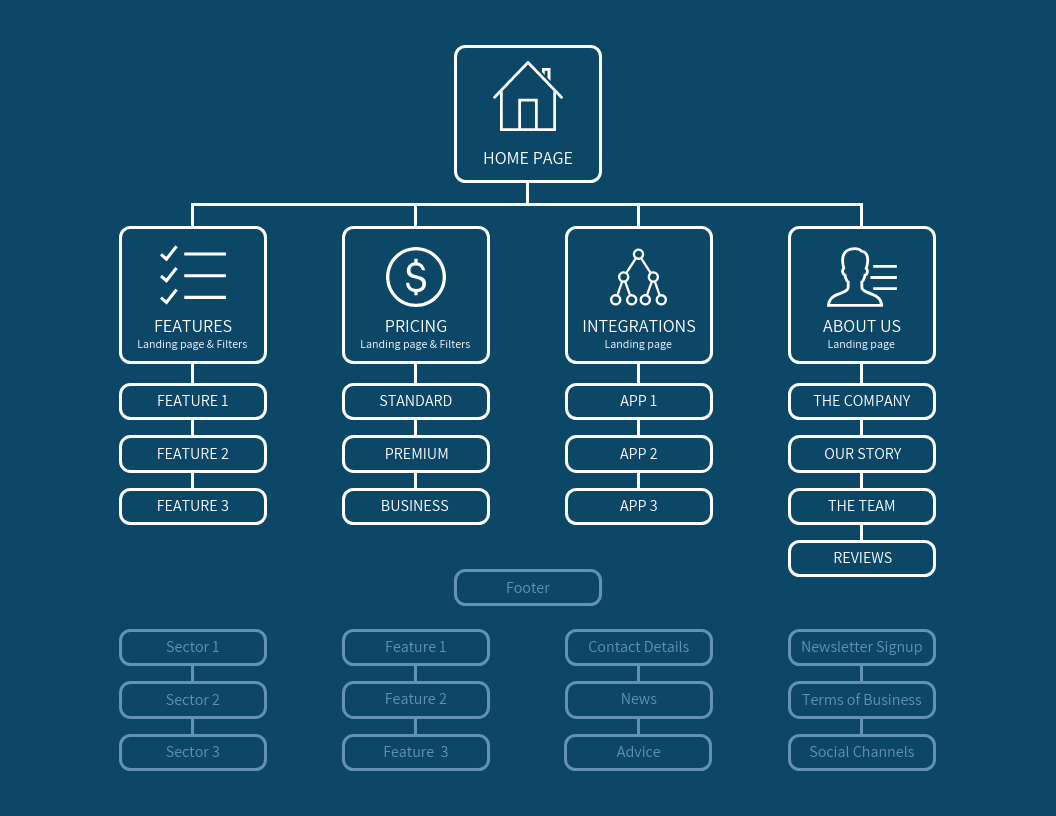 HOME PAGE
FEATURES
Landing page & Filters
PRICING
Landing page & Filters
INTEGRATIONS
Landing page
ABOUT US
Landing page
FEATURE 1
STANDARD
APP 1
THE COMPANY
FEATURE 2
PREMIUM
APP 2
OUR STORY
FEATURE 3
BUSINESS
APP 3
THE TEAM
REVIEWS
Footer
Sector 1
Feature 1
Contact Details
Newsletter Signup
Sector 2
Feature 2
News
Terms of Business
Sector 3
Feature 3
Advice
Social Channels